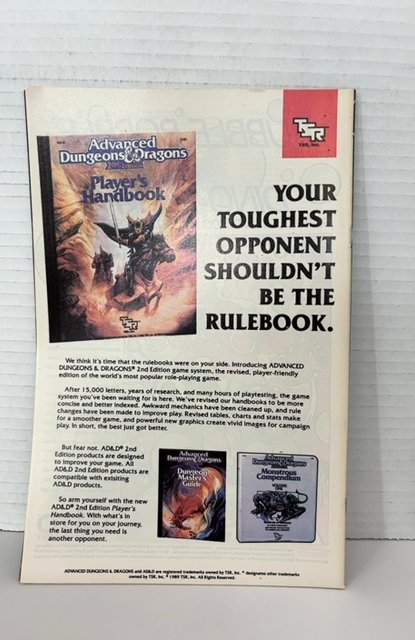 TSR
TSR, Inc.
Advanced
Dungeons & Dragons
Player's
Handbook
TSR
YOUR
TOUGHEST
OPPONENT
SHOULDN'T
BE THE
RULEBOOK.
We think it's time that the rulebooks were on your side. Introducing ADVANCED
DUNGEONS & DRAGONS® 2nd Edition game system, the revised, player-friendly
edition of the world's most popular role-playing game.
After 15,000 letters, years of research, and many hours of playtesting, the game
system you've been waiting for is here. We've revised our handbooks to be more
concise and better indexed. Awkward mechanics have been cleaned up, and rule
changes have been made to improve play. Revised tables, charts and stats make
for a smoother game, and powerful new graphics create vivid images for campaign
play. In short, the best just got better.
But fear not. AD&D® 2nd
Edition products are designed
to improve your game. All
AD&D 2nd Edition products are
compatible with exisiting
AD&D products.
So arm yourself with the new
AD&D® 2nd Edition Player's
Handbook. With what's in
store for you on your journey,
the last thing you need is
another opponent.
Advanced
Dungeons & Dragons
Dungeon
Master's
Guide
Advanced
Dungeons & Dragons
Monstrous
Compendium
ADVANCED DUNGEONS & DRAGONS and AD&D are registered trademarks owned by TSR, Inc. ™ designates other trademarks
owned by TSR, Inc. © 1989 TSR, Inc. All Rights Reserved.